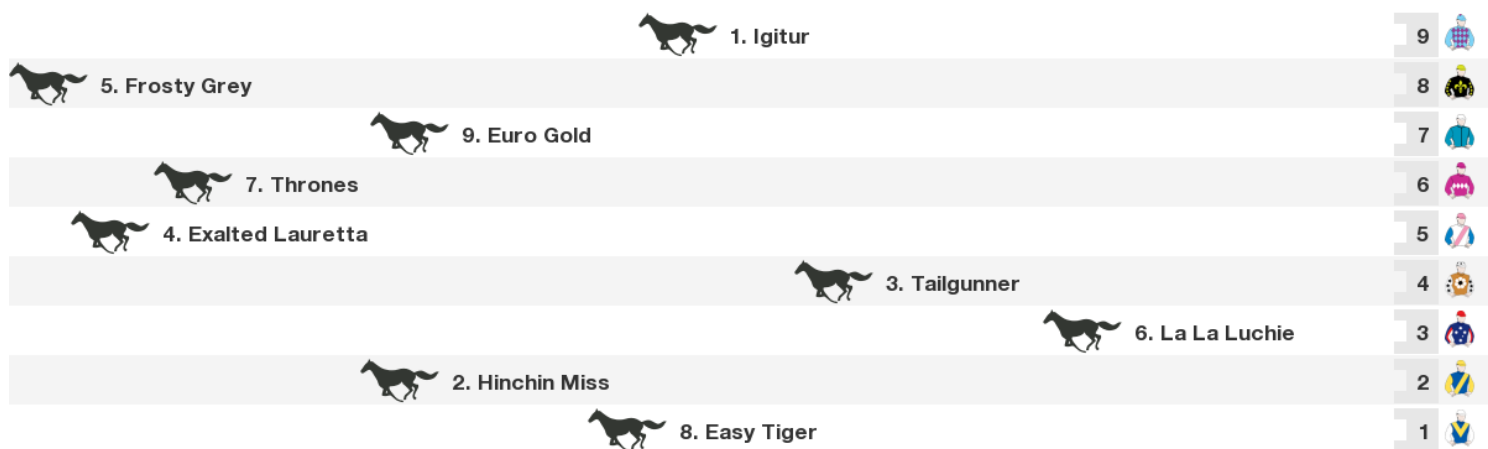 1. Igitur 9
5. Frosty Grey 8
9. Euro Gold 7
7. Thrones 6
4. Exalted Lauretta 5
3. Tailgunner 4
6. La La Luchie 3
2. Hinchin Miss 2
8. Easy Tiger 1